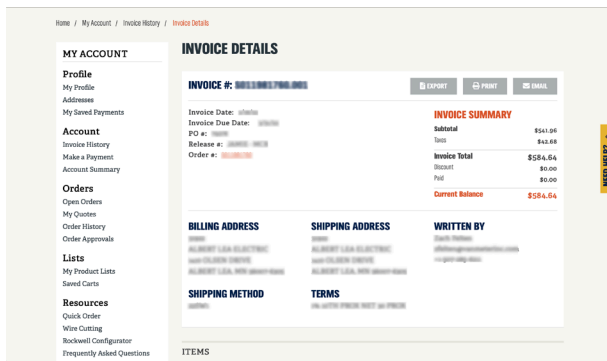 Home / My Account / Invoice History / Invoice Details
MY ACCOUNT
Profile
My Profile
Addresses
My Saved Payments
Account
Invoice History
Make a Payment
Account Summary
Orders
Open Orders
My Quotes
Order History
Order Approvals
Lists
My Product Lists
Saved Carts
Resources
Quick Order
Wire Cutting
Rockwell Configurator
Frequently Asked Questions
INVOICE DETAILS
INVOICE #:
EXPORT
PRINT
EMAIL
Invoice Date:
Invoice Due Date:
PO #:
Release #:
Order #:
INVOICE SUMMARY
Subtotal $541.96
Taxes $42.68
Invoice Total $584.64
Discount $0.00
Paid $0.00
Current Balance $584.64
BILLING ADDRESS
SHIPPING ADDRESS
WRITTEN BY
SHIPPING METHOD
TERMS
ITEMS
NEED HELP?